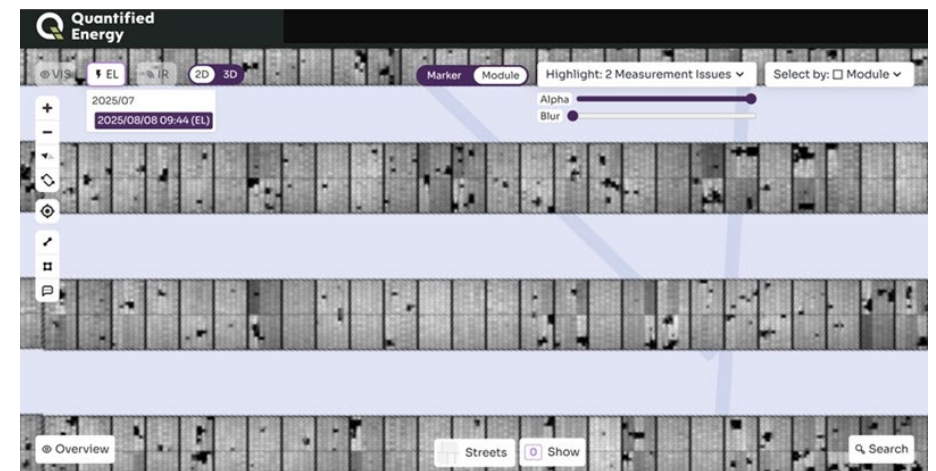 Quantified
Energy
VIS
EL
IR
2D 3D
Marker Module
Highlight: 2 Measurement Issues
Select by: Module
2025/07
2025/08/08 09:44 (EL)
Alpha
Blur
Overview
Streets
0 Show
Search